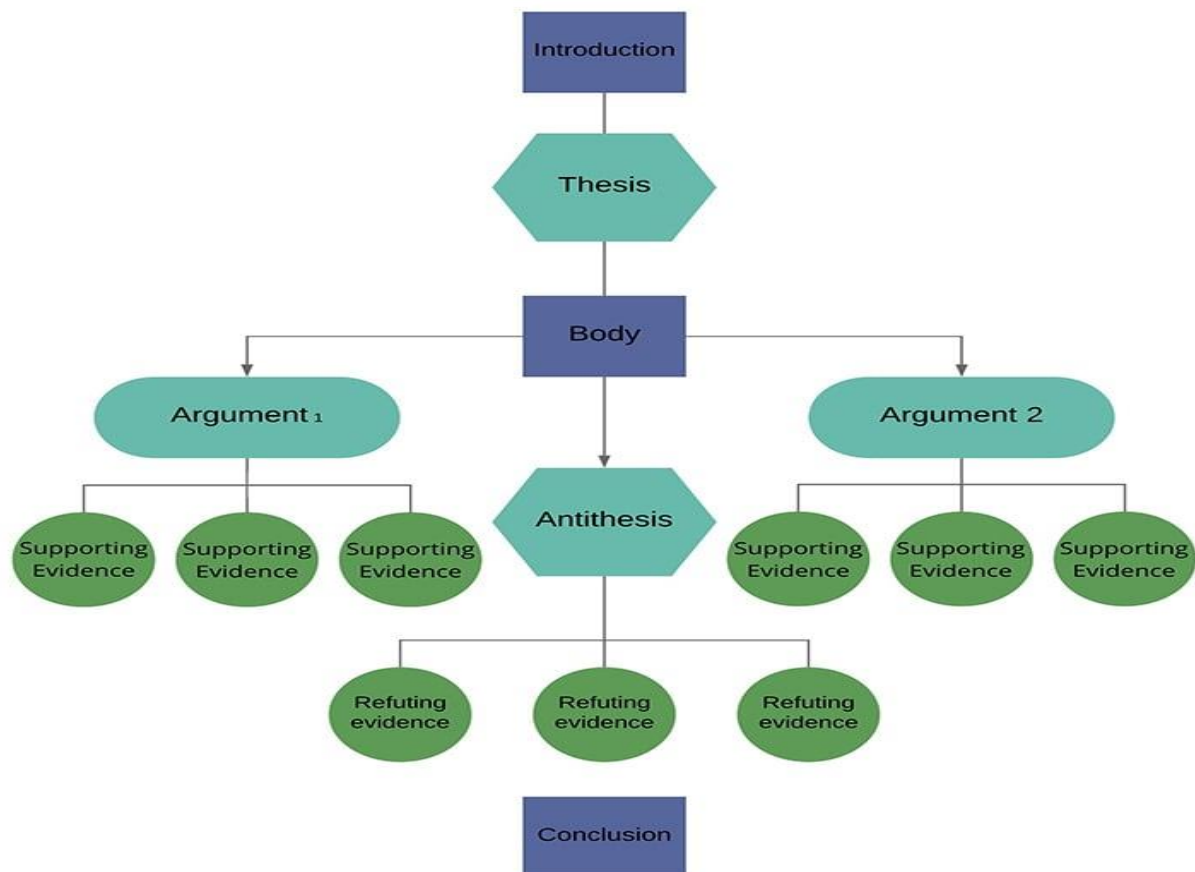 Introduction
Thesis
Body
Argument 1
Argument 2
Antithesis
Supporting
Evidence
Supporting
Evidence
Supporting
Evidence
Supporting
Evidence
Supporting
Evidence
Supporting
Evidence
Refuting
evidence
Refuting
evidence
Refuting
evidence
Conclusion